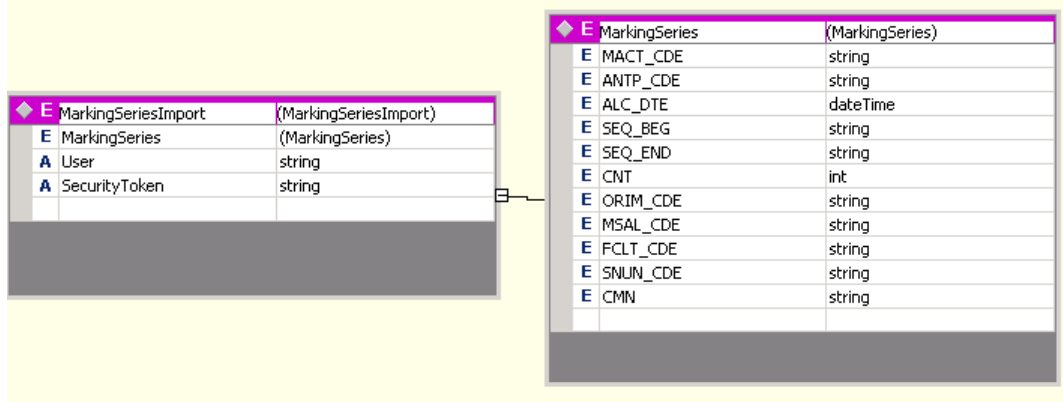 E MarkingSeriesImport (MarkingSeriesImport)
E MarkingSeries (MarkingSeries)
A User string
A SecurityToken string
E MarkingSeries (MarkingSeries)
E MACT_CDE string
E ANTP_CDE string
E ALC_DTE dateTime
E SEQ_BEG string
E SEQ_END string
E CNT int
E ORIM_CDE string
E MSAL_CDE string
E FCLT_CDE string
E SNUN_CDE string
E CMN string